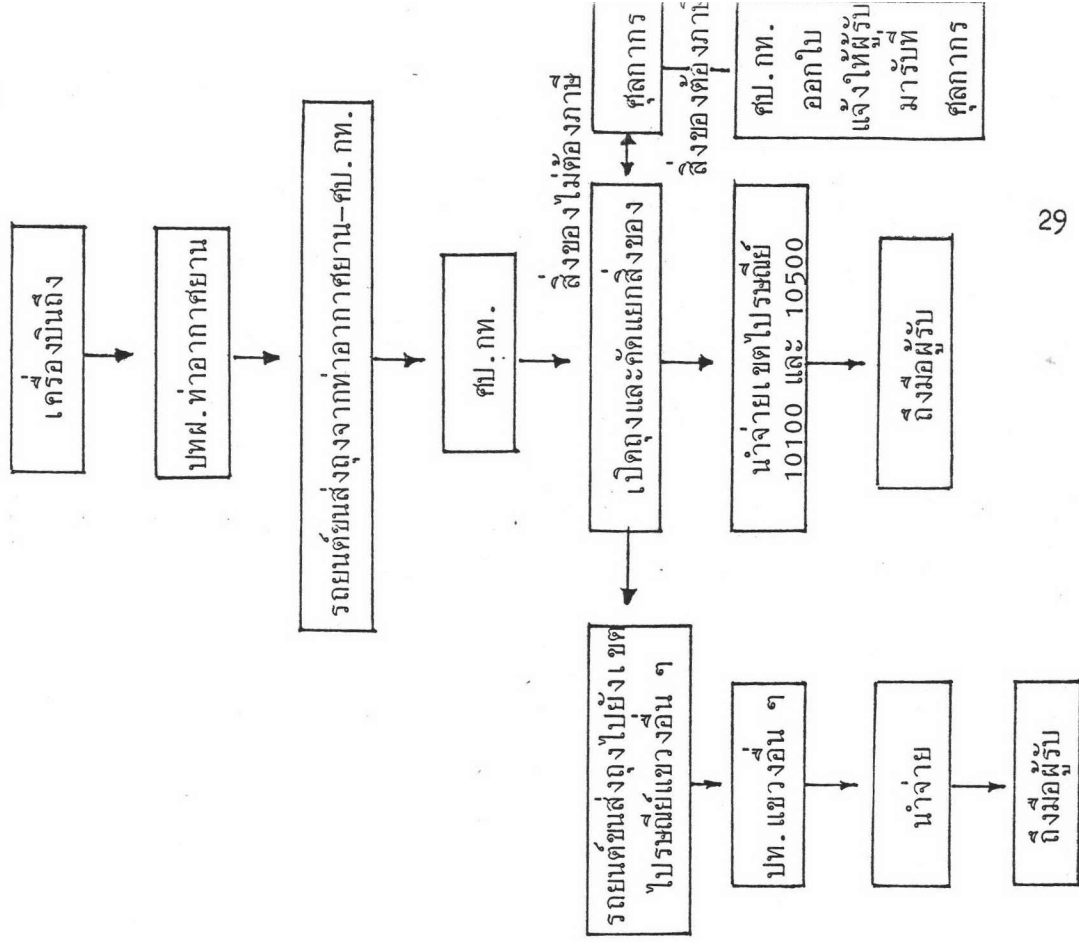 เครื่องบินถึง
ปทฝ.ท่าอากาศยาน
รถยนต์ขนส่งถุงจากท่าอากาศยาน-ศป.กท.
ศป.กท.
สิ่งของไม่ต้องภาษี
เปิดถุงและคัดแยกสิ่งของ
ศุลกากร
สิ่งของต้องภาษี
ศป.กท.
ออกใบ
แจ้งให้ผู้รับ
มารับที่
ศุลกากร
นำจ่ายเขตไปรษณีย์
10100 และ 10500
ถึงมือผู้รับ
รถยนต์ขนส่งถุงไปยังเขต
ไปรษณีย์แขวงอื่น ๆ
ปท.แขวงอื่น ๆ
นำจ่าย
ถึงมือผู้รับ
29